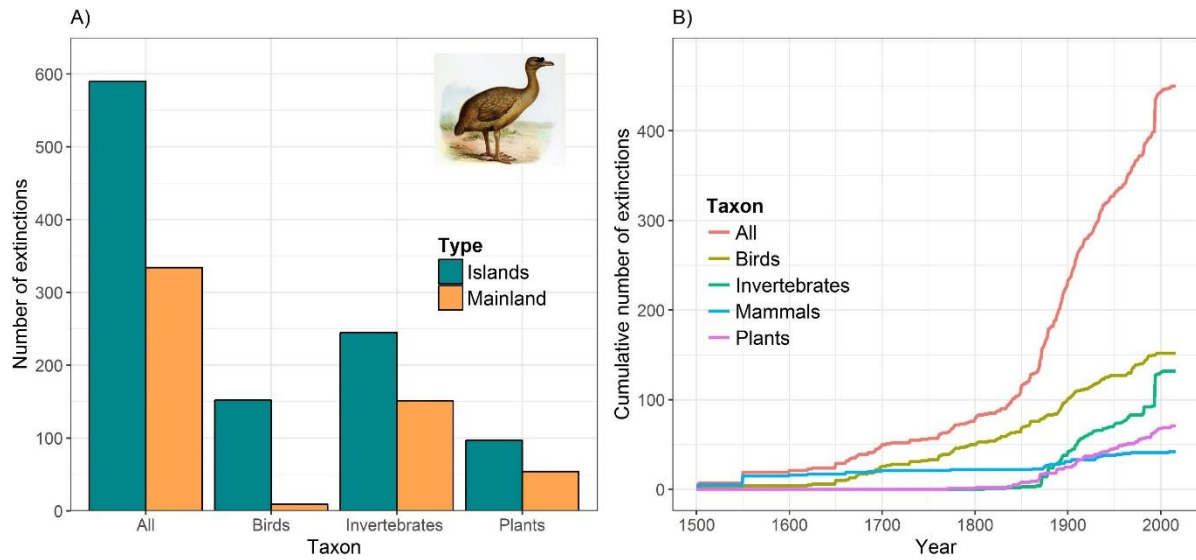 A)
Number of extinctions
600
500
400
300
200
100
0
All Birds Invertebrates Plants
Taxon
Type
Islands
Mainland
B)
Cumulative number of extinctions
400
300
200
100
0
Taxon
All
Birds
Invertebrates
Mammals
Plants
1500 1600 1700 1800 1900 2000
Year